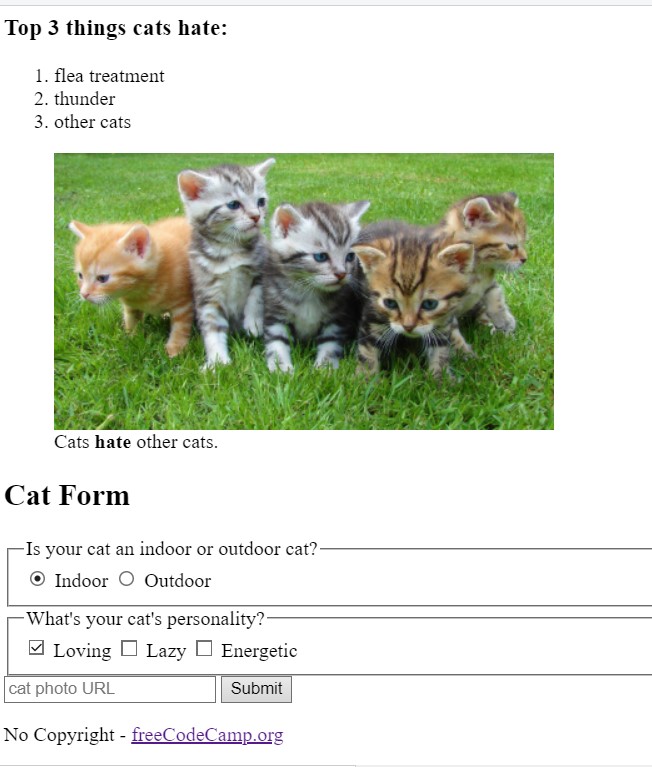 Top 3 things cats hate:
1. flea treatment
2. thunder
3. other cats
Cats hate other cats.
Cat Form
Is your cat an indoor or outdoor cat?
Indoor Outdoor
What's your cat's personality?
Loving Lazy Energetic
cat photo URL Submit
No Copyright - freeCodeCamp.org